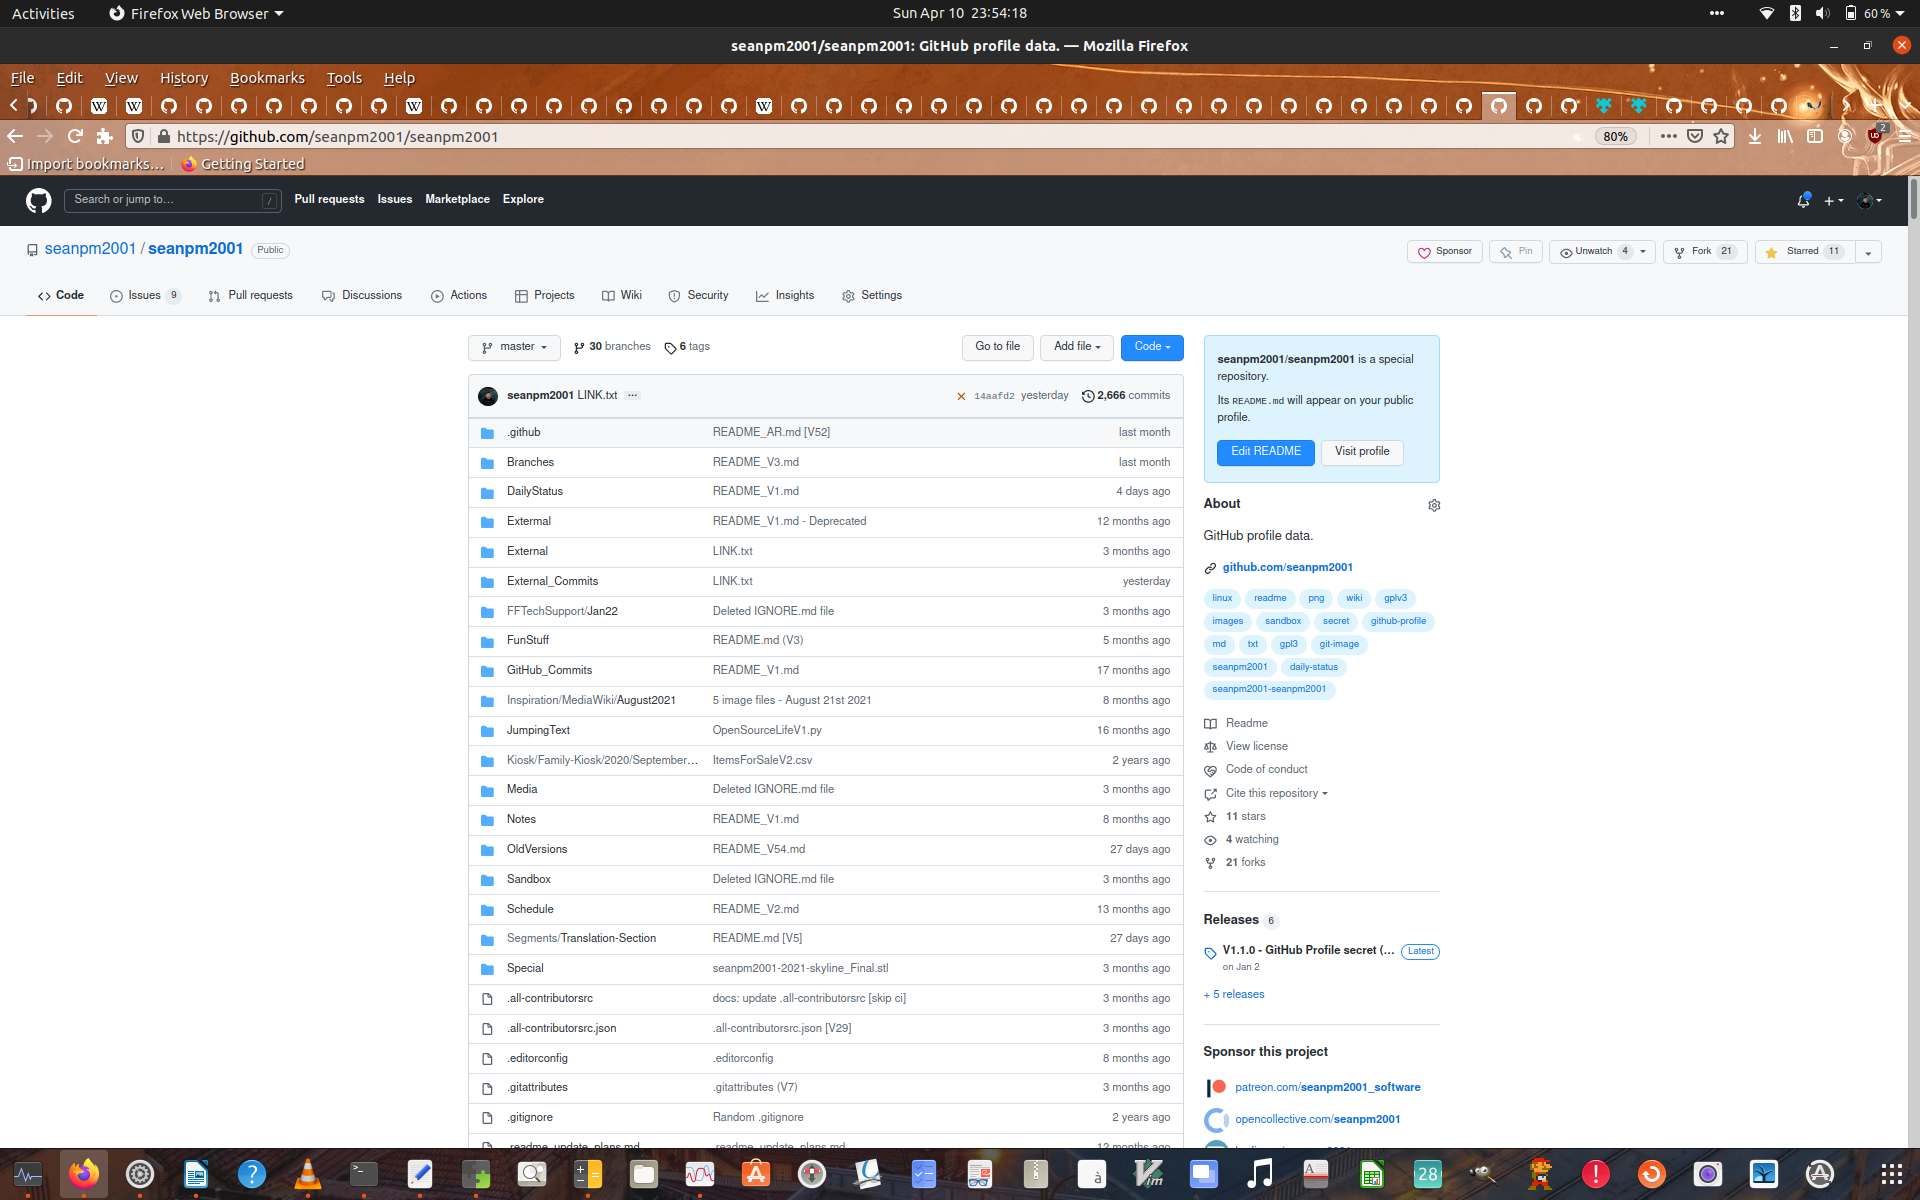 Activities Firefox Web Browser Sun Apr 10 23:54:18 60 %
seanpm2001/seanpm2001: GitHub profile data. — Mozilla Firefox
File Edit View History Bookmarks Tools Help
https://github.com/seanpm2001/seanpm2001 80% 2
Import bookmarks... Getting Started
Search or jump to... / Pull requests Issues Marketplace Explore
seanpm2001 / seanpm2001 Public Sponsor Pin Unwatch 4 Fork 21 Starred 11
Code Issues 9 Pull requests Discussions Actions Projects Wiki Security Insights Settings
master 30 branches 6 tags Go to file Add file Code
seanpm2001 LINK.txt ... 14aafd2 yesterday 2,666 commits
.github README_AR.md [V52] last month
Branches README_V3.md last month
DailyStatus README_V1.md 4 days ago
Extermal README_V1.md - Deprecated 12 months ago
External LINK.txt 3 months ago
External_Commits LINK.txt yesterday
FFTechSupport/Jan22 Deleted IGNORE.md file 3 months ago
FunStuff README.md (V3) 5 months ago
GitHub_Commits README_V1.md 17 months ago
Inspiration/MediaWiki/August2021 5 image files - August 21st 2021 8 months ago
JumpingText OpenSourceLifeV1.py 16 months ago
Kiosk/Family-Kiosk/2020/September... ItemsForSaleV2.csv 2 years ago
Media Deleted IGNORE.md file 3 months ago
Notes README_V1.md 8 months ago
OldVersions README_V54.md 27 days ago
Sandbox Deleted IGNORE.md file 3 months ago
Schedule README_V2.md 13 months ago
Segments/Translation-Section README.md [V5] 27 days ago
Special seanpm2001-2021-skyline_Final.stl 3 months ago
.all-contributorsrc docs: update .all-contributorsrc [skip ci] 3 months ago
.all-contributorsrc.json .all-contributorsrc.json [V29] 3 months ago
.editorconfig .editorconfig 8 months ago
.gitattributes .gitattributes (V7) 3 months ago
.gitignore Random .gitignore 2 years ago
.readme_update_plans.md .readme_update_plans.md 12 months ago
seanpm2001/seanpm2001 is a special
repository.
Its README.md will appear on your public
profile.
Edit README Visit profile
About
GitHub profile data.
github.com/seanpm2001
linux readme png wiki gplv3
images sandbox secret github-profile
md txt gpl3 git-image
seanpm2001 daily-status
seanpm2001-seanpm2001
Readme
View license
Code of conduct
Cite this repository
11 stars
4 watching
21 forks
Releases 6
V1.1.0 - GitHub Profile secret (... Latest
on Jan 2
+ 5 releases
Sponsor this project
patreon.com/seanpm2001_software
opencollective.com/seanpm2001
28